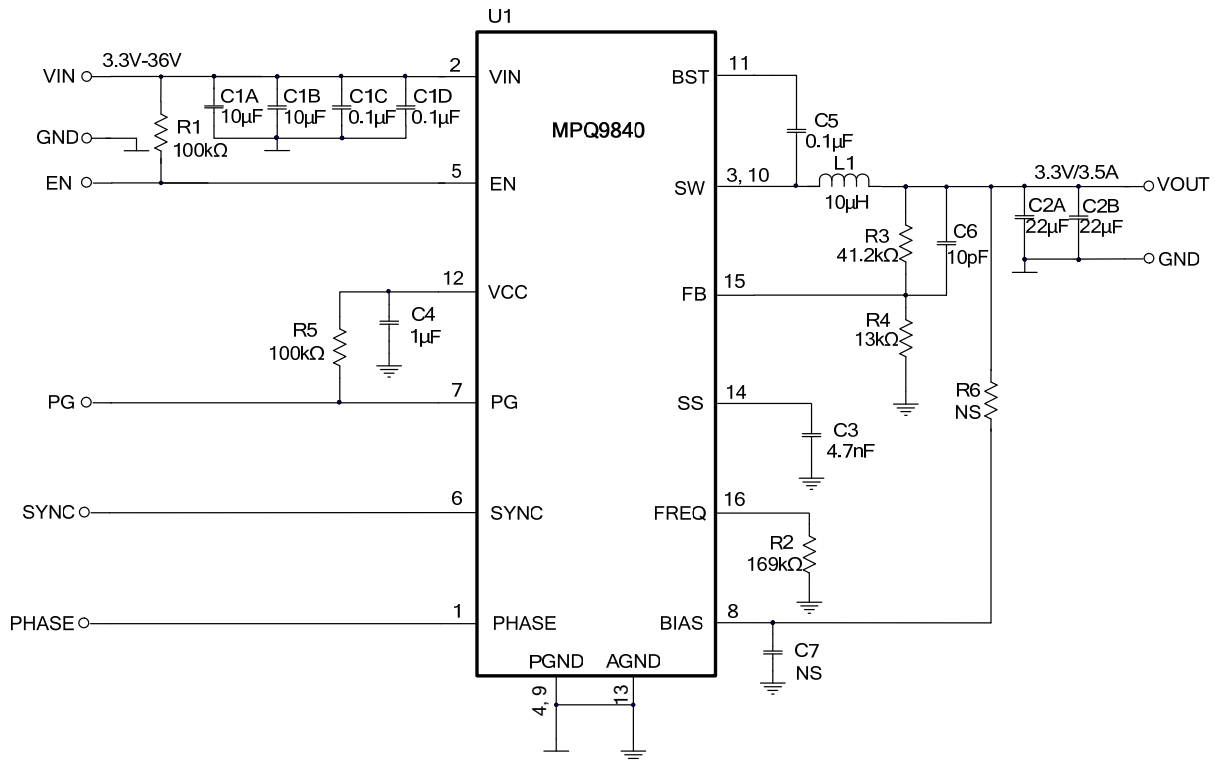 U1
VIN
3.3V-36V
2
VIN
BST
11
C1A
10µF
C1B
10µF
C1C
0.1µF
C1D
0.1µF
GND
R1
100kΩ
MPQ9840
C5
0.1µF
EN
5
EN
SW
3, 10
L1
10µH
3.3V/3.5A
VOUT
R3
41.2kΩ
C6
10pF
C2A
22µF
C2B
22µF
GND
12
VCC
FB
15
R5
100kΩ
C4
1µF
R4
13kΩ
PG
7
PG
SS
14
R6
NS
C3
4.7nF
SYNC
6
SYNC
FREQ
16
R2
169kΩ
PHASE
1
PHASE
BIAS
8
C7
NS
PGND
AGND
4, 9
13